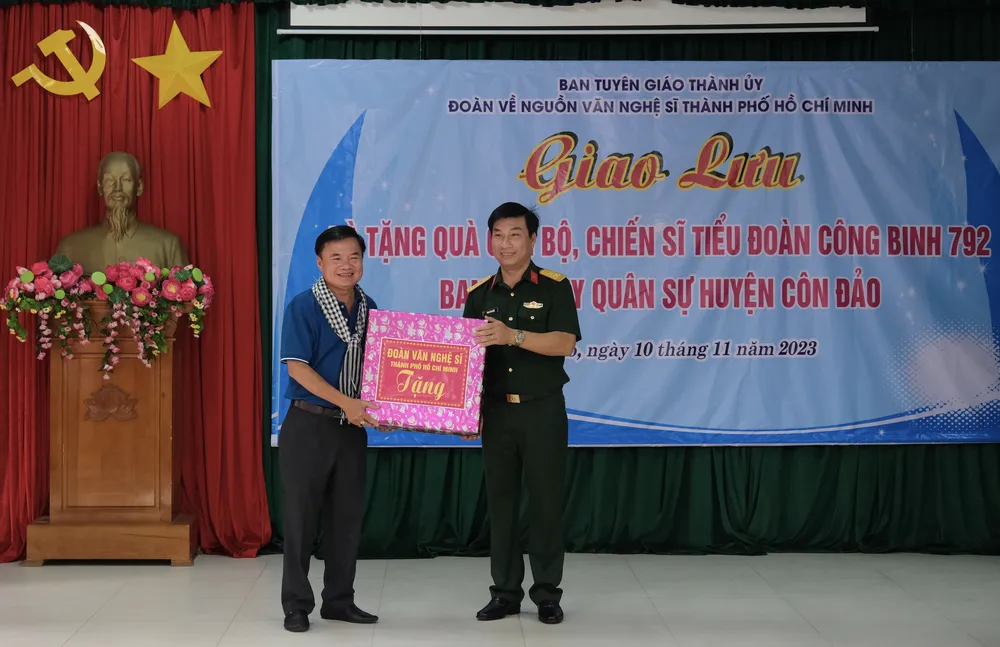 BAN TUYÊN GIÁO THÀNH ỦY
ĐOÀN VỀ NGUỒN VĂN NGHỆ SĨ THÀNH PHỐ HỒ CHÍ MINH
Giao Lưu
TẶNG QUÀ BỘ, CHIẾN SĨ TIỂU ĐOÀN CÔNG BINH 792
QUÂN SỰ HUYỆN CÔN ĐẢO
ngày 10 tháng 11 năm 2023
ĐOÀN VĂN NGHỆ SĨ
THÀNH PHỐ HỒ CHÍ MINH
Tặng